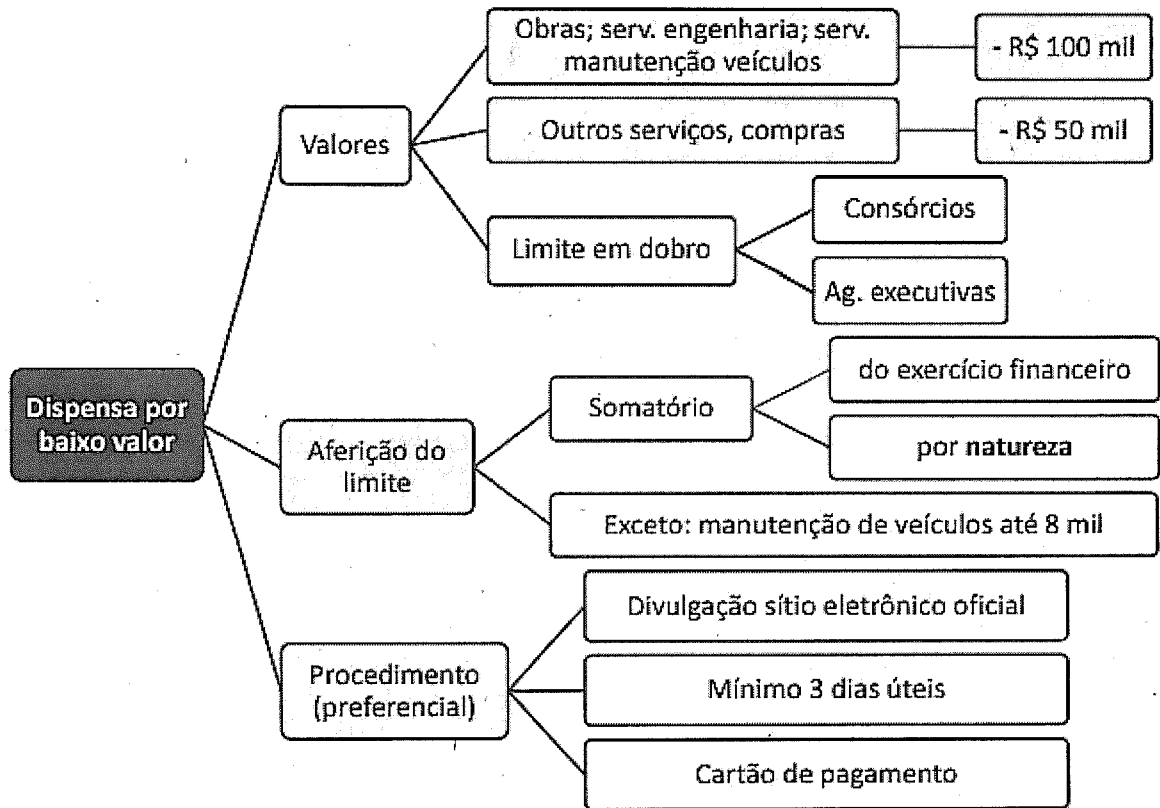 Dispensa por
baixo valor
Valores
Obras; serv. engenharia; serv.
manutenção veículos
- R$ 100 mil
Outros serviços, compras
- R$ 50 mil
Limite em dobro
Consórcios
Ag. executivas
Aferição do
limite
Somatório
do exercício financeiro
por natureza
Exceto: manutenção de veículos até 8 mil
Procedimento
(preferencial)
Divulgação sítio eletrônico oficial
Mínimo 3 dias úteis
Cartão de pagamento